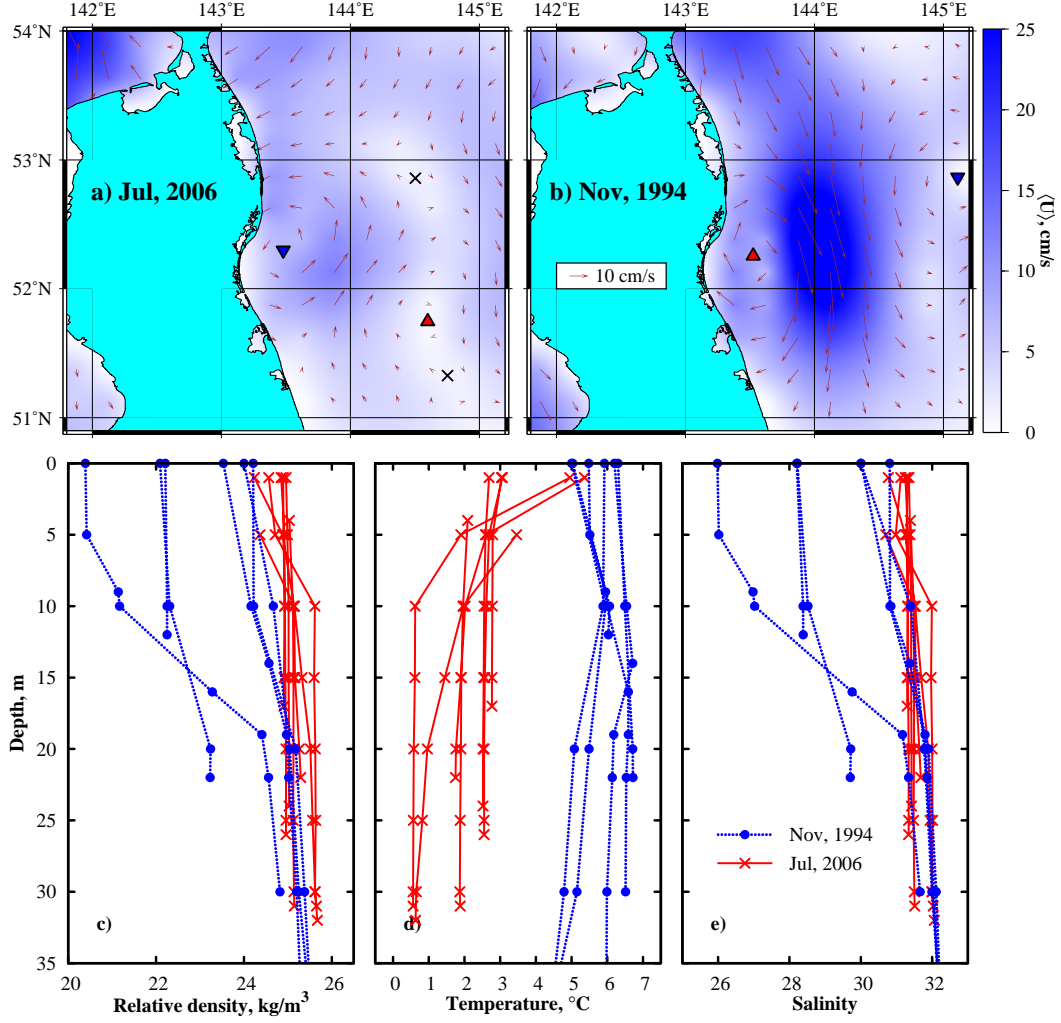 142°E 143°E 144°E 145°E 142°E 143°E 144°E 145°E
54°N
53°N
52°N
51°N
a) Jul, 2006
b) Nov, 1994
10 cm/s
25
20
15
10
5
0
⟨U⟩, cm/s
0
5
10
15
20
25
30
35
Depth, m
c)
20 22 24 26
Relative density, kg/m³
d)
0 1 2 3 4 5 6 7
Temperature, °C
Nov, 1994
Jul, 2006
e)
26 28 30 32
Salinity